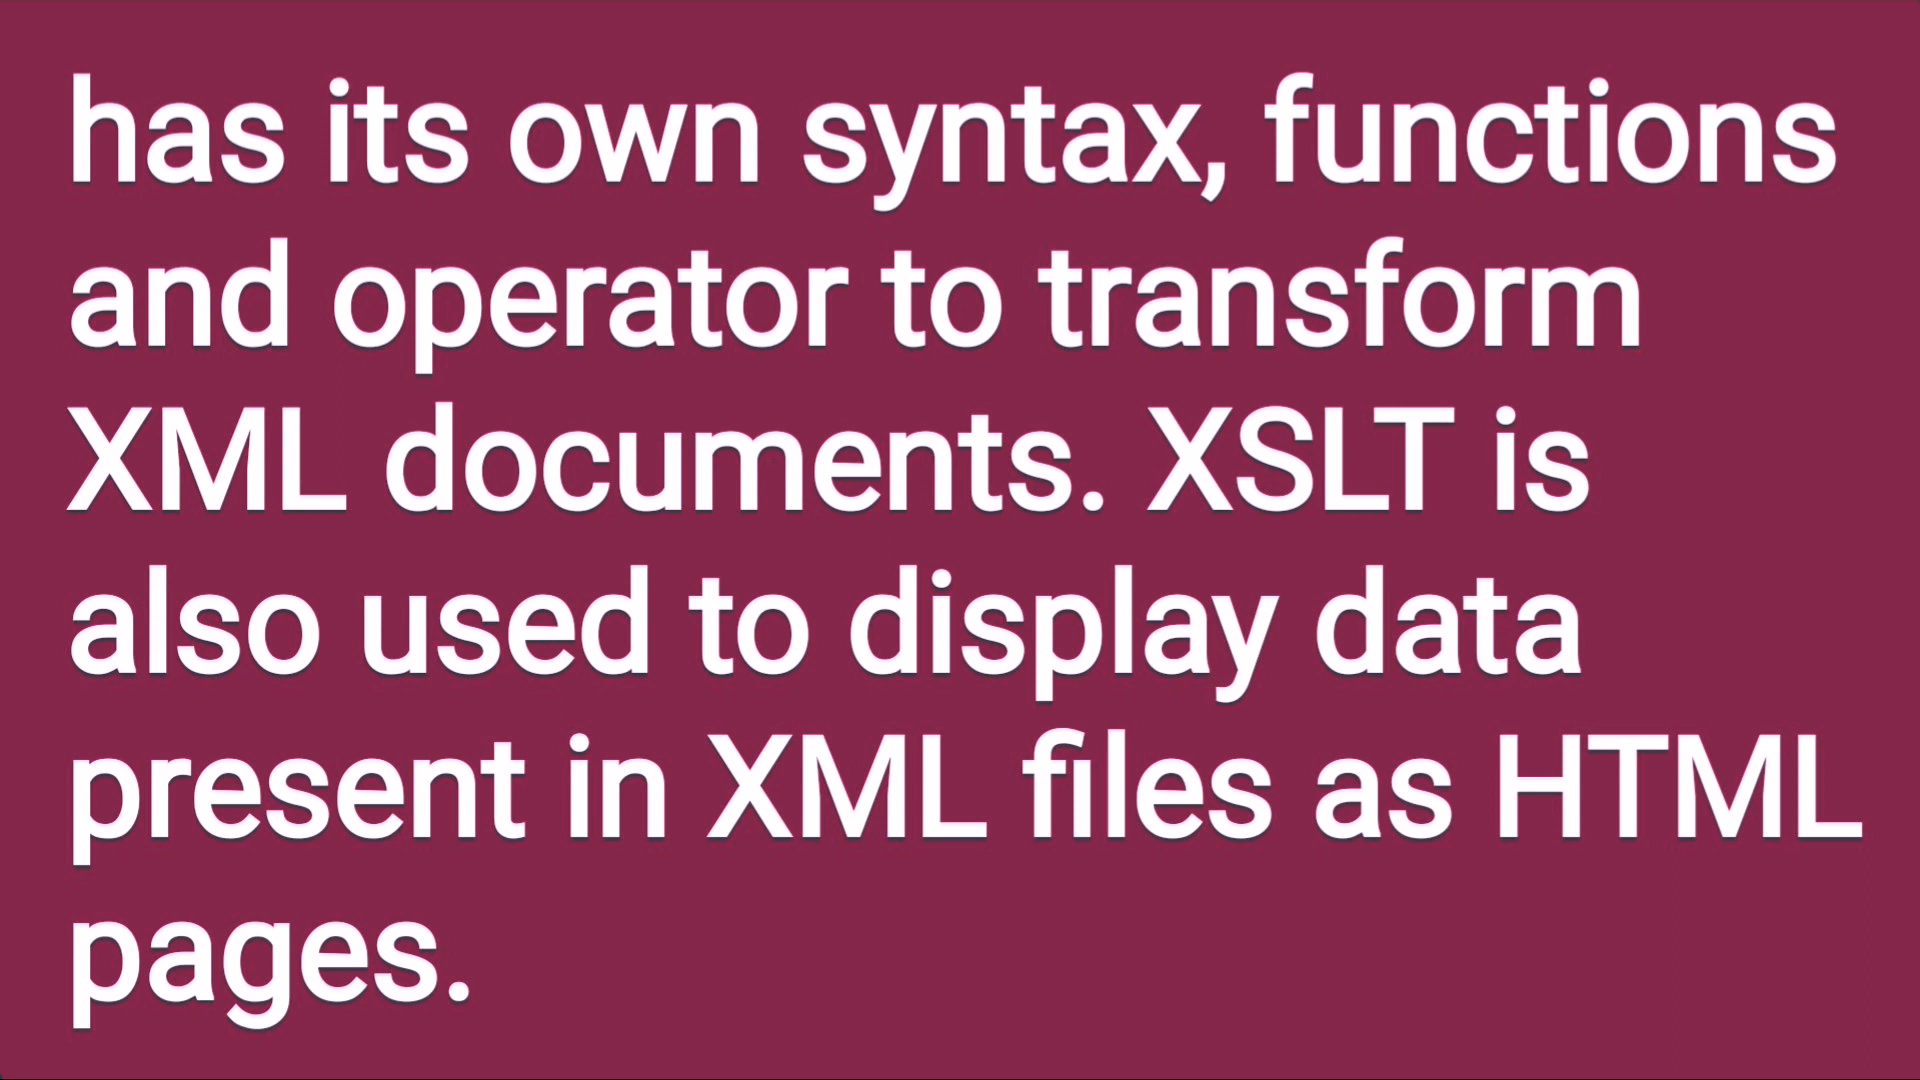 has its own syntax, functions
and operator to transform
XML documents. XSLT is
also used to display data
present in XML files as HTML
pages.